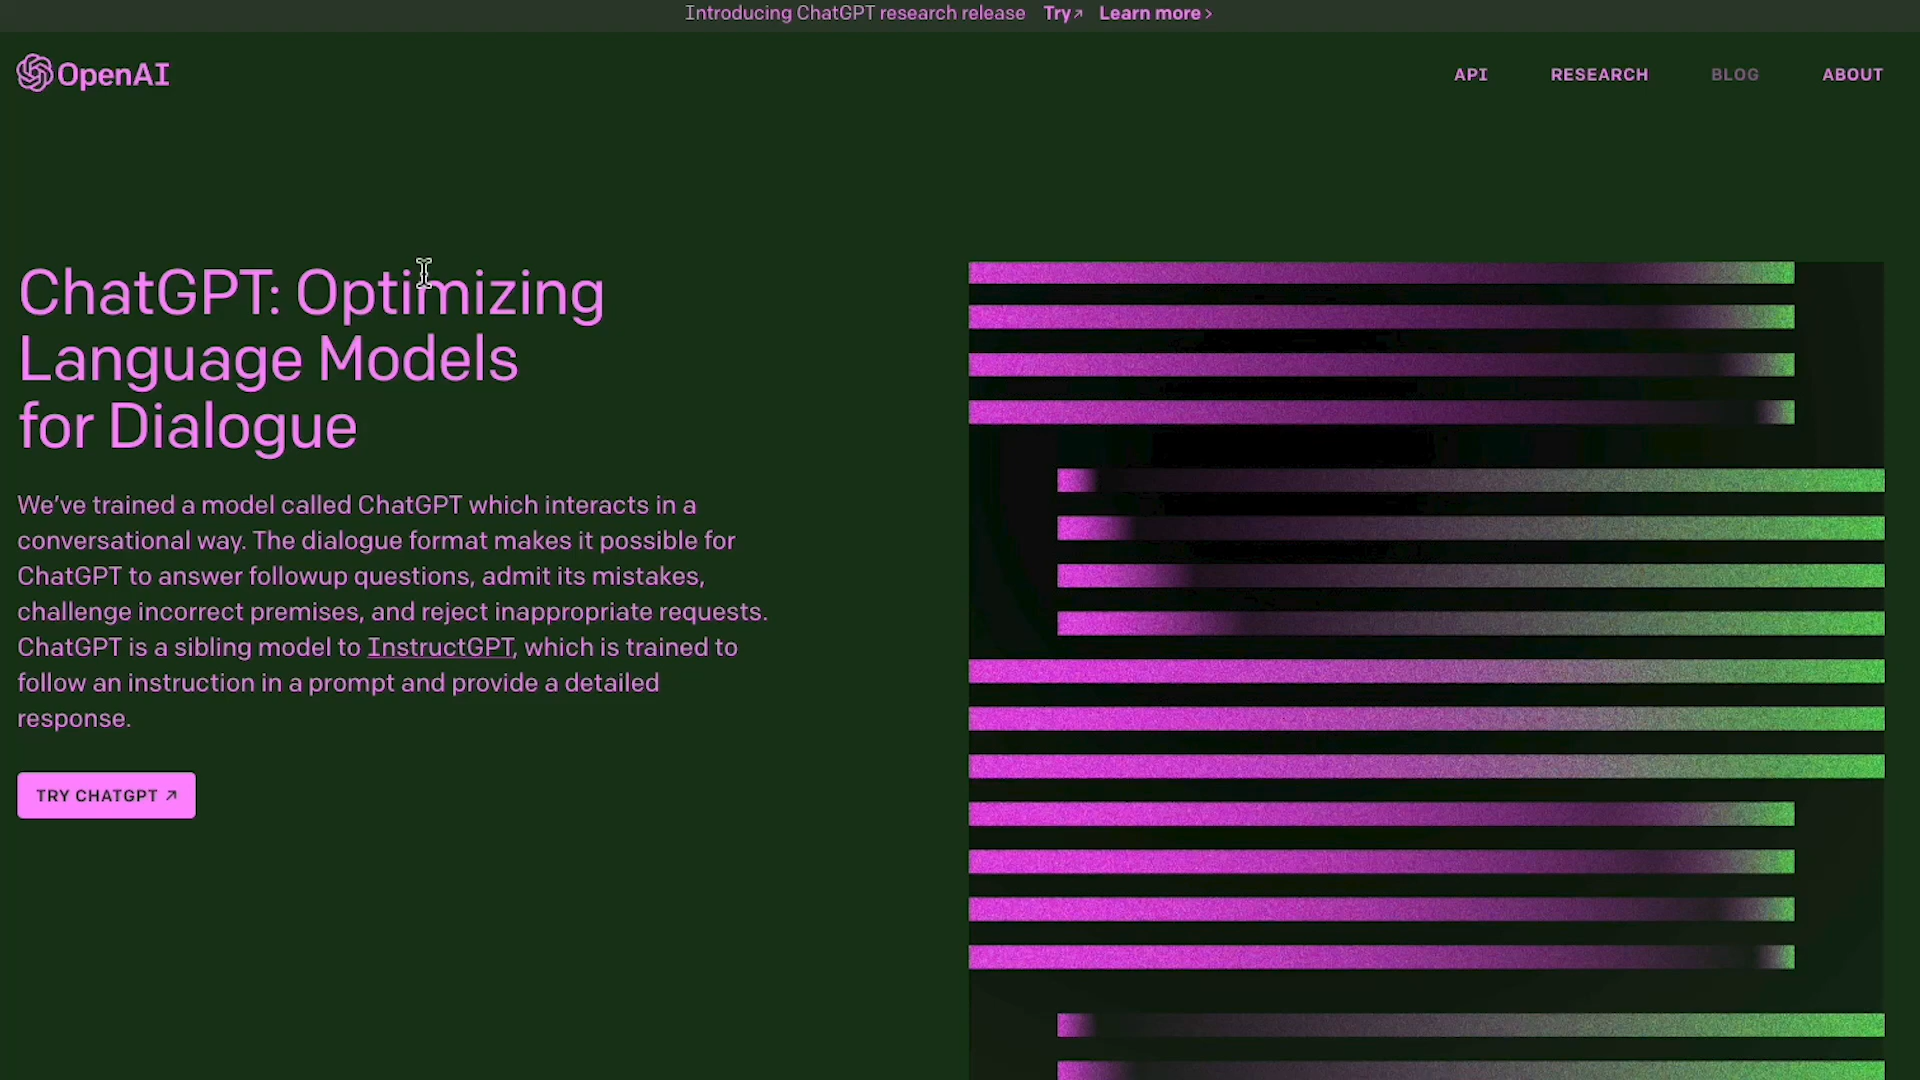 Introducing ChatGPT research release Try↗ Learn more ›
OpenAI
API RESEARCH BLOG ABOUT
ChatGPT: Optimizing
Language Models
for Dialogue
We’ve trained a model called ChatGPT which interacts in a
conversational way. The dialogue format makes it possible for
ChatGPT to answer followup questions, admit its mistakes,
challenge incorrect premises, and reject inappropriate requests.
ChatGPT is a sibling model to InstructGPT, which is trained to
follow an instruction in a prompt and provide a detailed
response.
TRY CHATGPT ↗